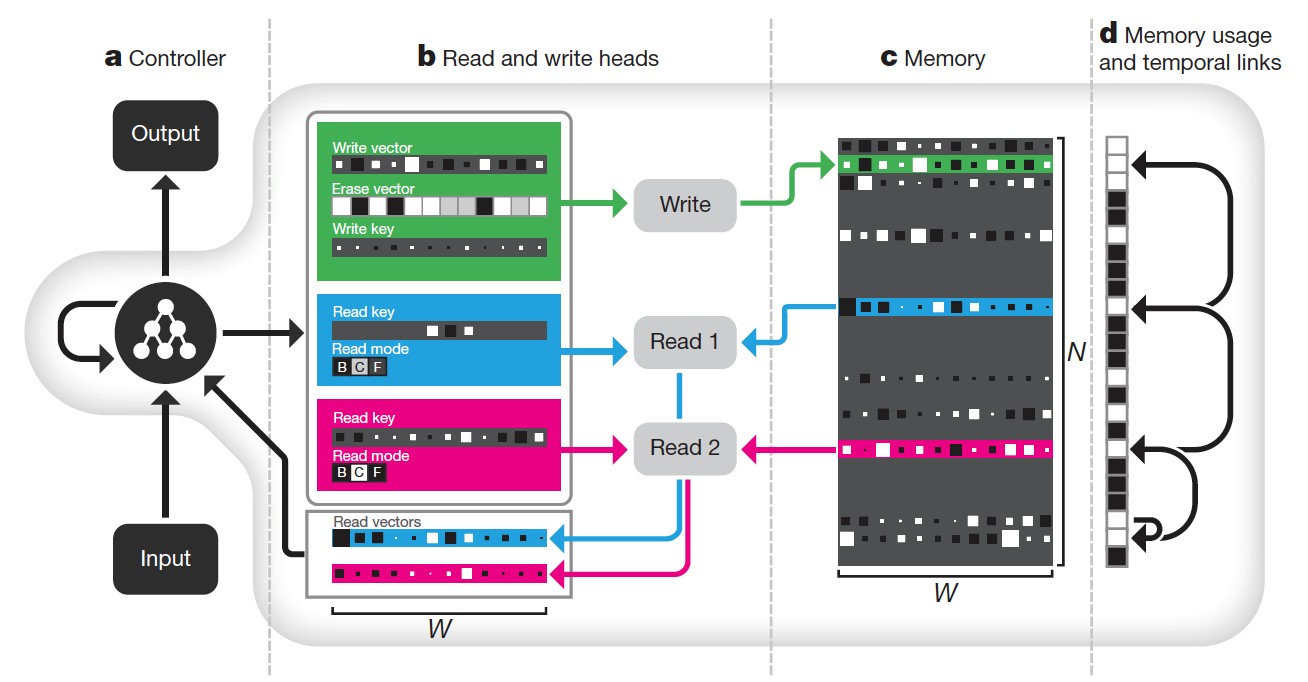 a Controller
b Read and write heads
c Memory
d Memory usage
and temporal links
Output
Input
Write vector
Erase vector
Write key
Read key
Read mode
B C F
Read key
Read mode
B C F
Read vectors
W
Write
Read 1
Read 2
N
W